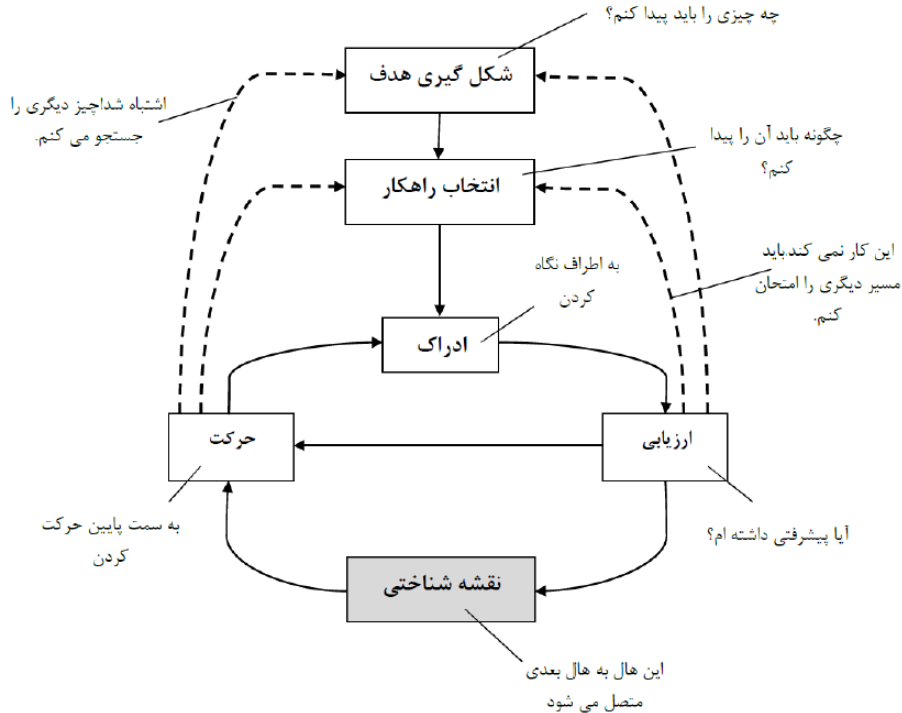 چه چیزی را باید پیدا کنم؟
شکل گیری هدف
اشتباه شداچیز دیگری را
جستجو می کنم.
چگونه باید آن را پیدا
کنم؟
انتخاب راهکار
این کار نمی کند.باید
مسیر دیگری را امتحان
کنم.
به اطراف نگاه
کردن
ادراک
ارزیابی
حرکت
به سمت پایین حرکت
کردن
آیا پیشرفتی داشته ام؟
نقشه شناختی
این هال به هال بعدی
متصل می شود